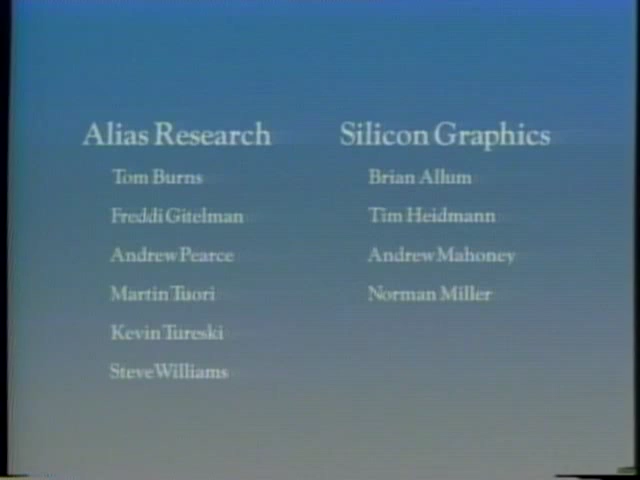 Alias Research
Tom Burns
Freddi Gitelman
Andrew Pearce
Martin Tuori
Kevin Tureski
Steve Williams
Silicon Graphics
Brian Allum
Tim Heidmann
Andrew Mahoney
Norman Miller